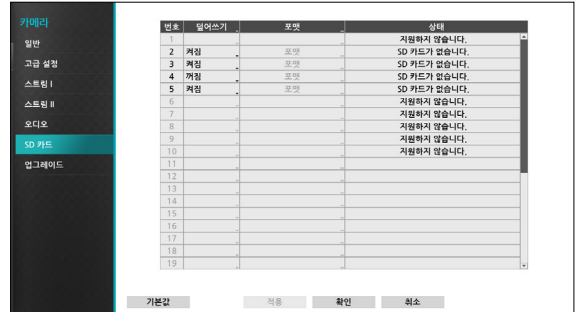 카메라
일반
고급 설정
스트림 I
스트림 II
오디오
SD 카드
업그레이드
번호 덮어쓰기 포맷 상태
1 지원하지 않습니다.
2 켜짐 포맷 SD 카드가 없습니다.
3 켜짐 포맷 SD 카드가 없습니다.
4 꺼짐 포맷 SD 카드가 없습니다.
5 켜짐 포맷 SD 카드가 없습니다.
6 지원하지 않습니다.
7 지원하지 않습니다.
8 지원하지 않습니다.
9 지원하지 않습니다.
10 지원하지 않습니다.
11
12
13
14
15
16
17
18
19
기본값 적용 확인 취소